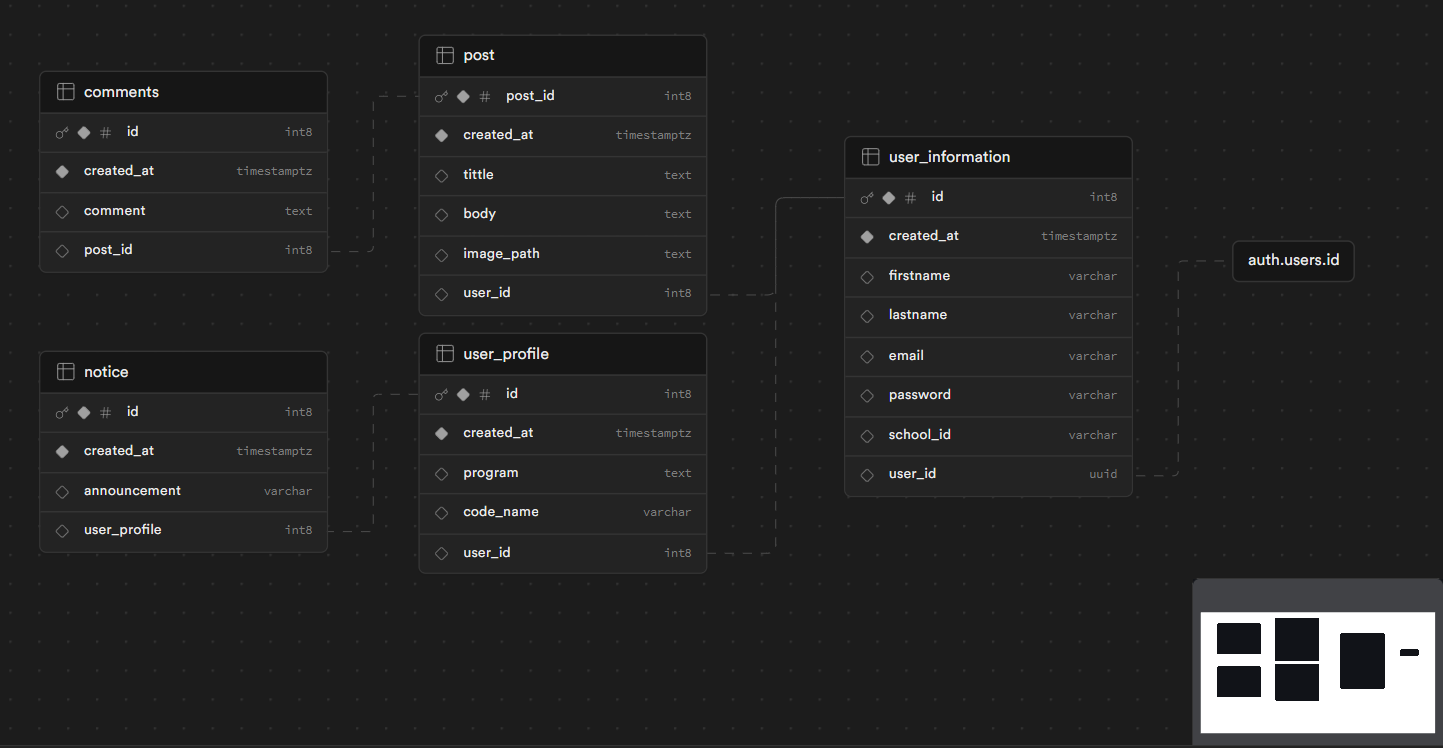 comments
id int8
created_at timestamptz
comment text
post_id int8
notice
id int8
created_at timestamptz
announcement varchar
user_profile int8
post
post_id int8
created_at timestamptz
tittle text
body text
image_path text
user_id int8
user_profile
id int8
created_at timestamptz
program text
code_name varchar
user_id int8
user_information
id int8
created_at timestamptz
firstname varchar
lastname varchar
email varchar
password varchar
school_id varchar
user_id uuid
auth.users.id